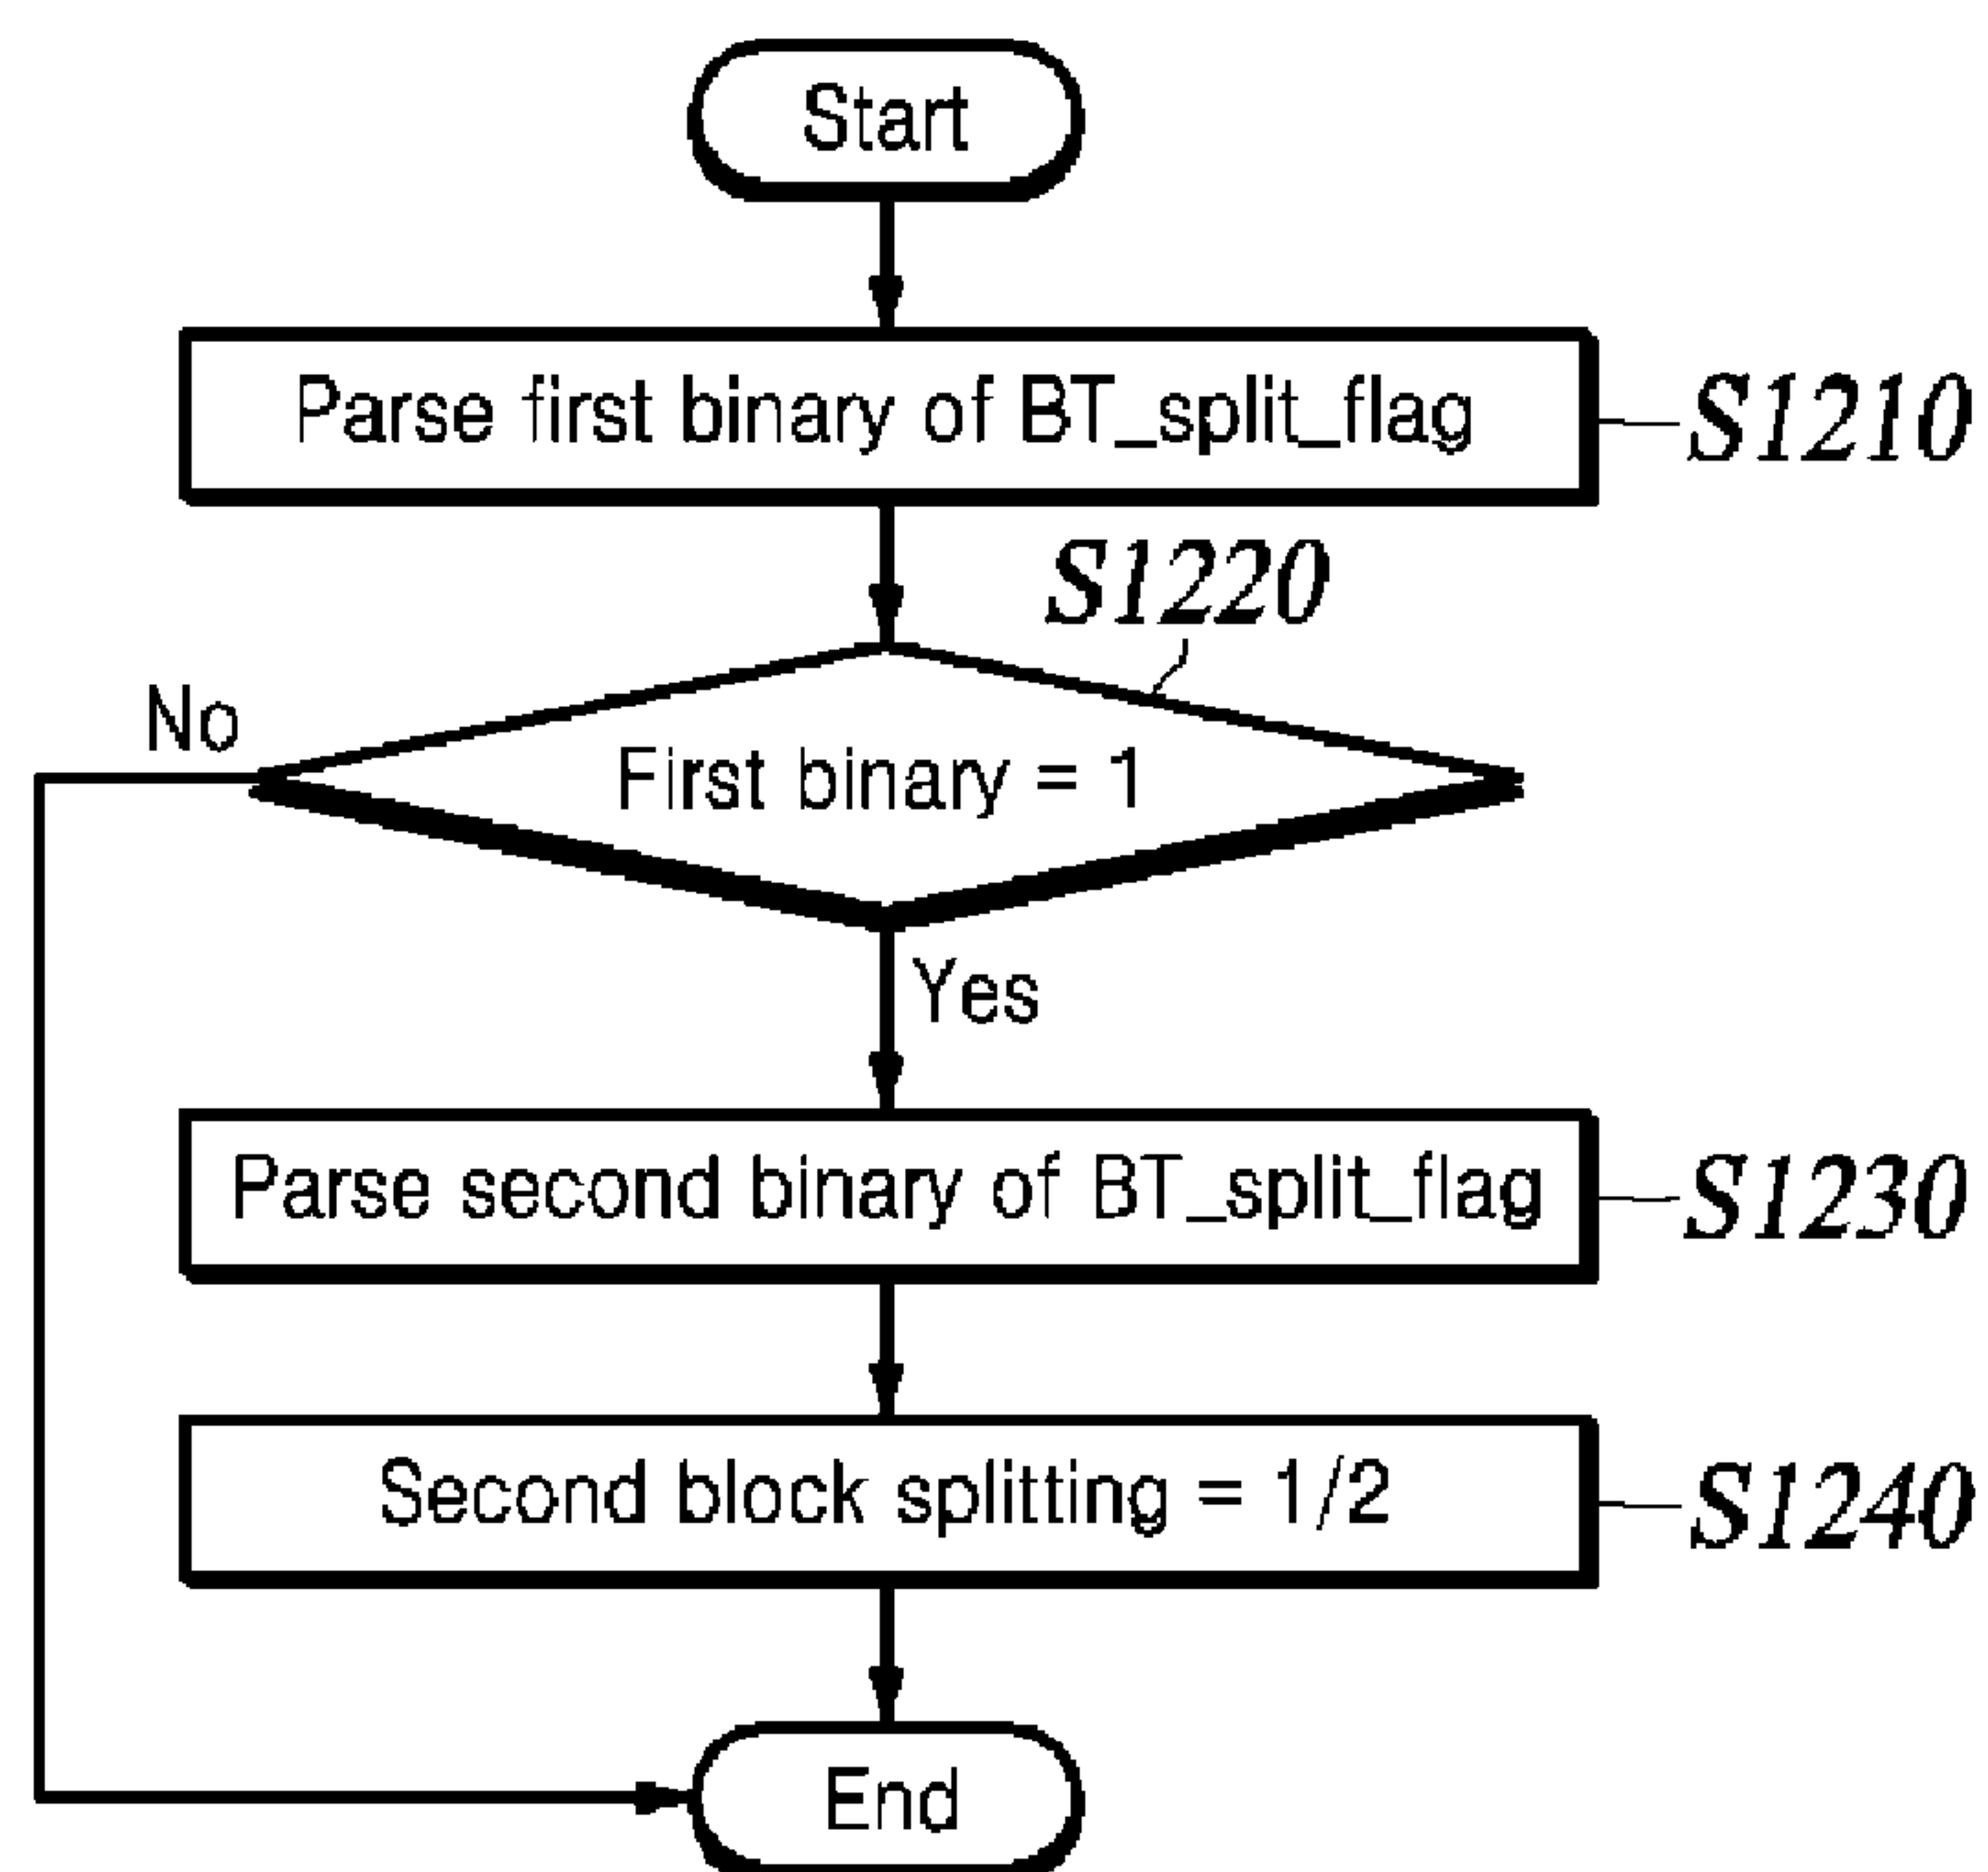 Start
Parse first binary of BT_split_flag
S1210
S1220
No
First binary = 1
Yes
Parse second binary of BT_split_flag
S1230
Second block splitting = 1/2
S1240
End